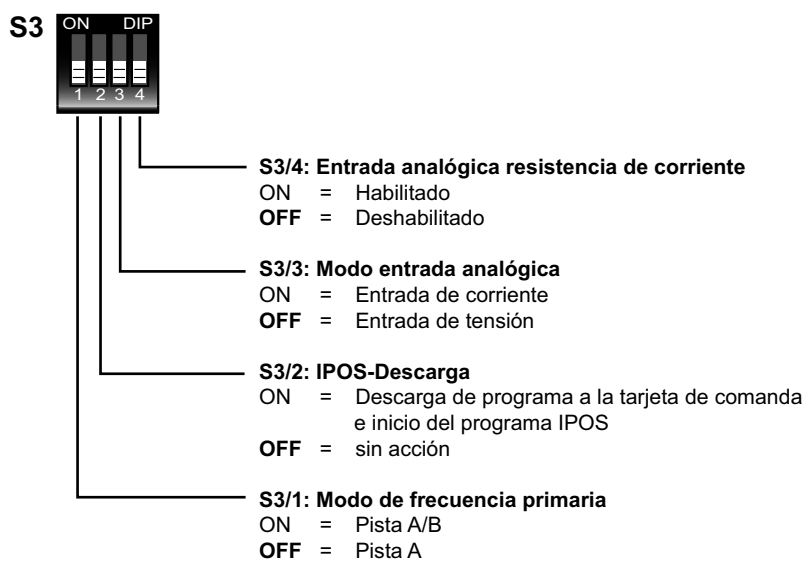 S3
ON DIP
1 2 3 4
S3/4: Entrada analógica resistencia de corriente
ON = Habilitado
OFF = Deshabilitado
S3/3: Modo entrada analógica
ON = Entrada de corriente
OFF = Entrada de tensión
S3/2: IPOS-Descarga
ON = Descarga de programa a la tarjeta de comanda
e inicio del programa IPOS
OFF = sin acción
S3/1: Modo de frecuencia primaria
ON = Pista A/B
OFF = Pista A